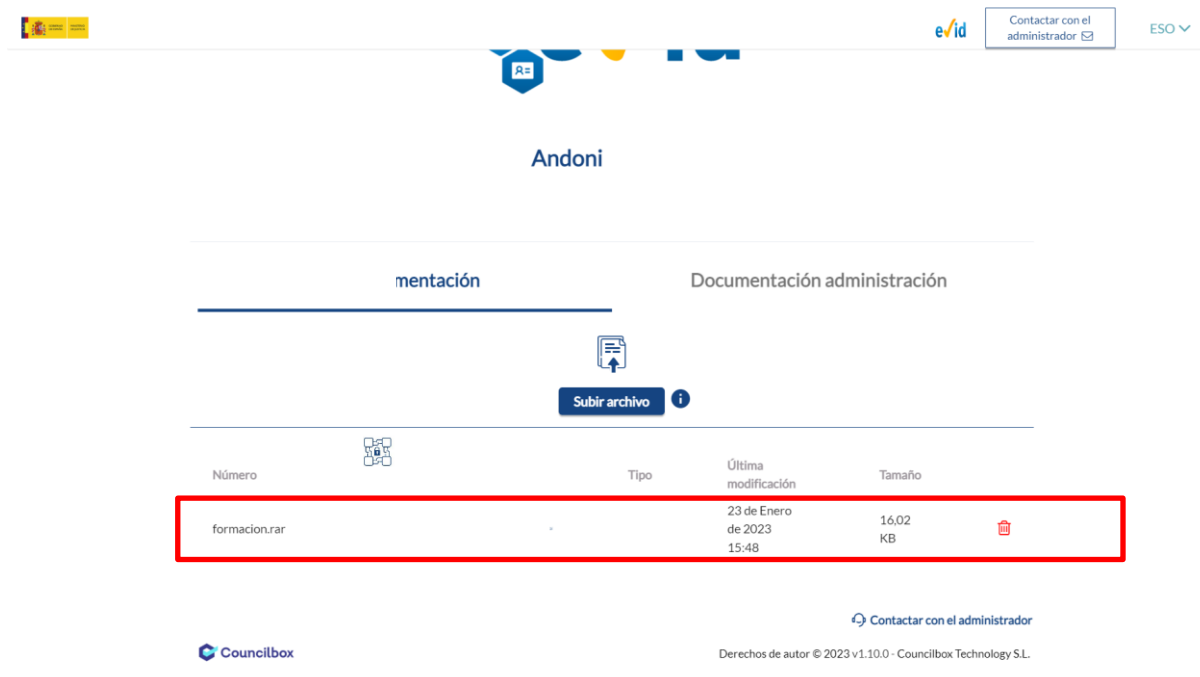 e√id
Contactar con el
administrador
ESO
Andoni
mentación
Documentación administración
Subir archivo
Número
Tipo
Última
modificación
Tamaño
formacion.rar
23 de Enero
de 2023
15:48
16,02
KB
Contactar con el administrador
Councilbox
Derechos de autor © 2023 v1.10.0 - Councilbox Technology S.L.